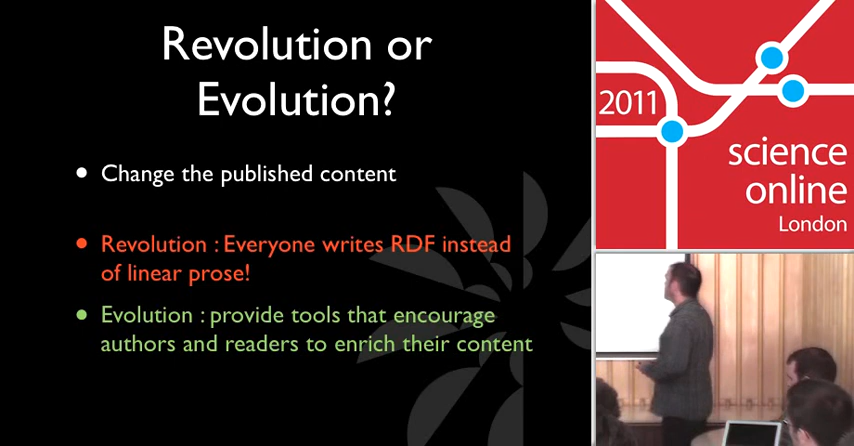 Revolution or
Evolution?
• Change the published content
• Revolution : Everyone writes RDF instead
of linear prose!
• Evolution : provide tools that encourage
authors and readers to enrich their content
2011
science
online
London